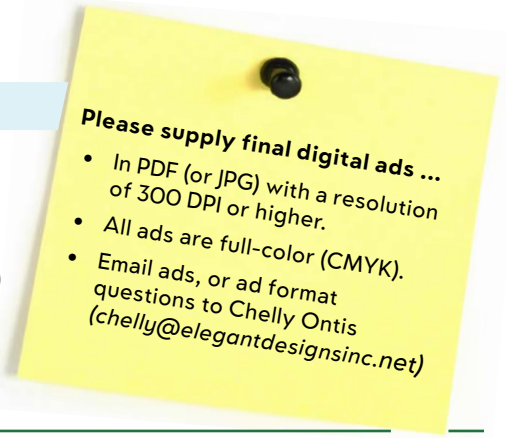 Please supply final digital ads ...
• In PDF (or JPG) with a resolution
of 300 DPI or higher.
• All ads are full-color (CMYK).
• Email ads, or ad format
questions to Chelly Ontis
(chelly@elegantdesignsinc.net)